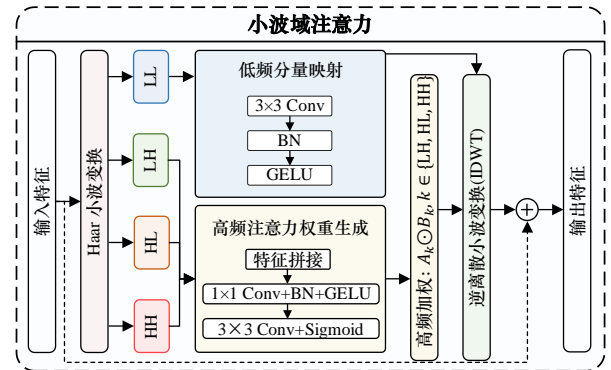 小波域注意力
输入特征
Haar 小波变换
LL
LH
HL
HH
低频分量映射
3×3 Conv
BN
GELU
高频注意力权重生成
特征拼接
1×1 Conv+BN+GELU
3×3 Conv+Sigmoid
高频加权: A_k⊙B_k, k ∈ {LH, HL, HH}
逆离散小波变换(IDWT)
输出特征